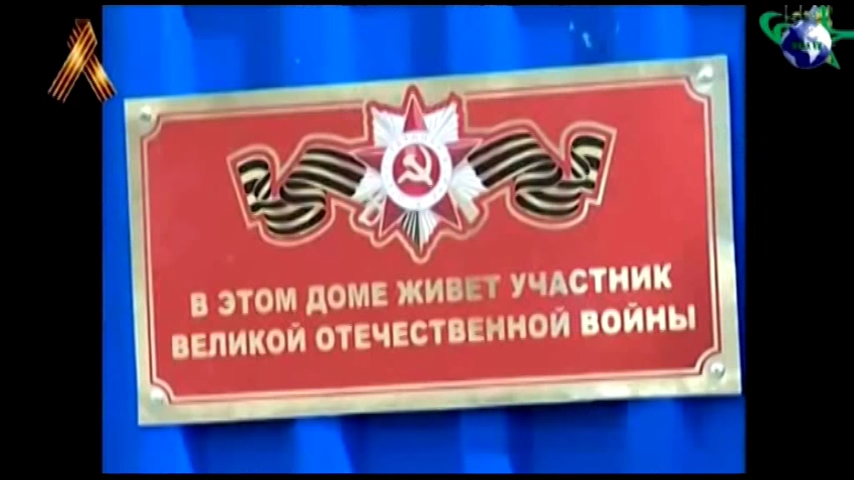 В ЭТОМ ДОМЕ ЖИВЕТ УЧАСТНИК
ВЕЛИКОЙ ОТЕЧЕСТВЕННОЙ ВОЙНЫ